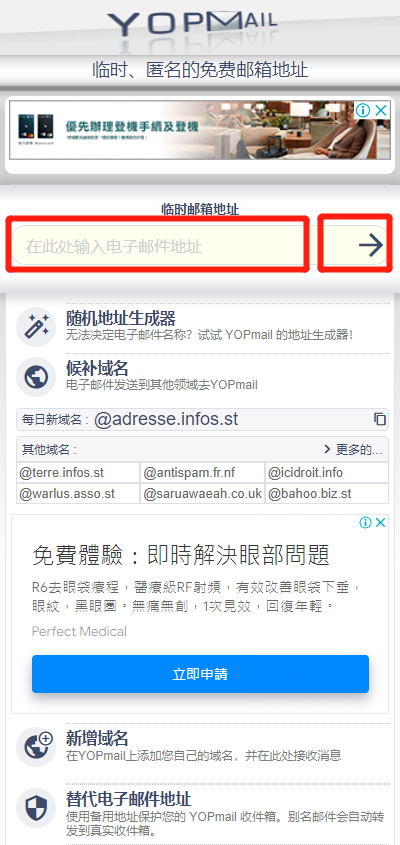 YOPMAIL
临时、匿名的免费邮箱地址
優先辦理登機手續及登機
临时邮箱地址
在此处输入电子邮件地址
随机地址生成器
无法决定电子邮件名称？试试 YOPmail 的地址生成器！
候补域名
电子邮件发送到其他领域去YOPmail
每日新域名 : @adresse.infos.st
其他域名 : 更多的...
@terre.infos.st @antispam.fr.nf @icidroit.info
@warlus.asso.st @saruawaeah.co.uk @bahoo.biz.st
免費體驗：即時解決眼部問題
R6去眼袋療程，醫療級RF射頻，有效改善眼袋下垂，
眼紋，黑眼圈。無痛無創，1次見效，回復年輕。
Perfect Medical
立即申請
新增域名
在YOPmail上添加您自己的域名，并在此处接收消息
替代电子邮件地址
使用备用地址保护您的 YOPmail 收件箱。别名邮件会自动转
发到真实收件箱。